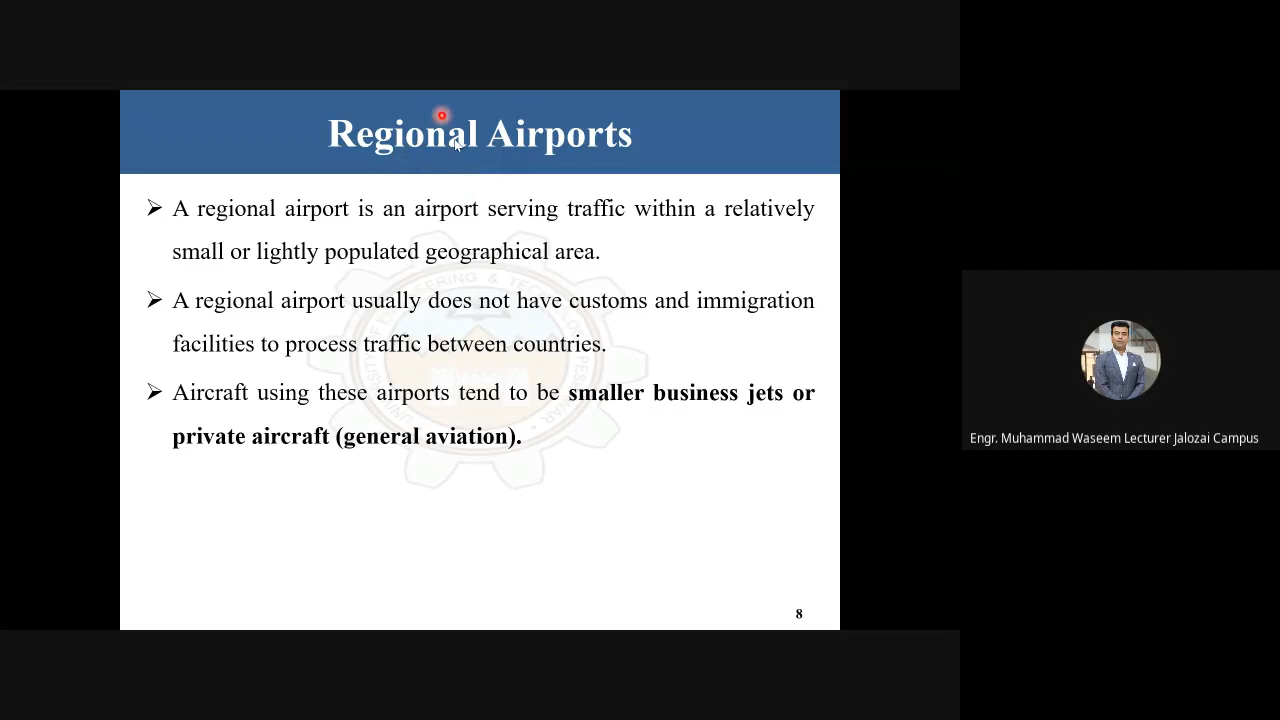 Regional Airports
➢ A regional airport is an airport serving traffic within a relatively
small or lightly populated geographical area.
➢ A regional airport usually does not have customs and immigration
facilities to process traffic between countries.
➢ Aircraft using these airports tend to be smaller business jets or
private aircraft (general aviation).
8
Engr. Muhammad Waseem Lecturer Jalozai Campus